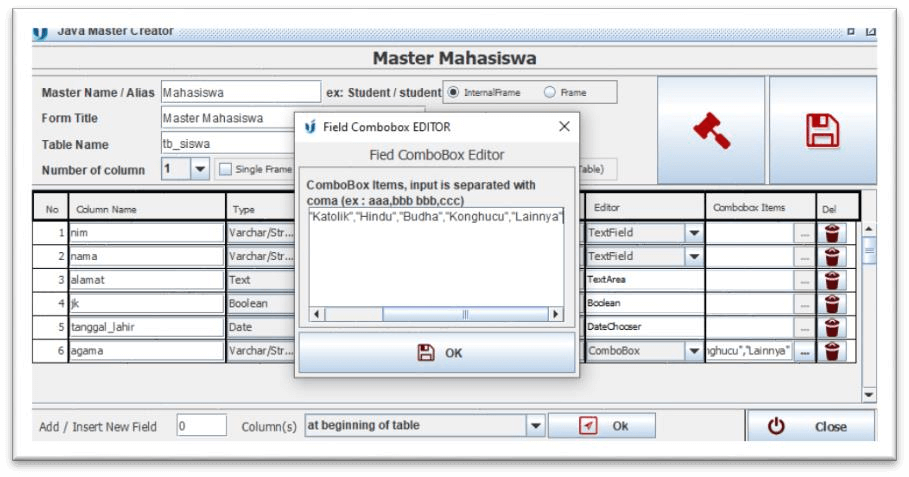 Java Master Creator
Master Mahasiswa
Master Name / Alias Mahasiswa ex: Student / student InternalFrame Frame
Form Title Master Mahasiswa
Table Name tb_siswa
Number of column 1 Single Frame Table)
Field Combobox EDITOR
Fied ComboBox Editor
ComboBox Items, input is separated with
coma (ex : aaa,bbb bbb,ccc)
"Katolik","Hindu","Budha","Konghucu","Lainnya"
OK
No Column Name Type Editor Combobox Items Del
1 nim Varchar/Str... TextField ...
2 nama Varchar/Str... TextField ...
3 alamat Text TextArea ...
4 jk Boolean Boolean ...
5 tanggal_lahir Date DateChooser ...
6 agama Varchar/Str... ComboBox nghucu","Lainnya" ...
Add / Insert New Field 0 Column(s) at beginning of table Ok Close